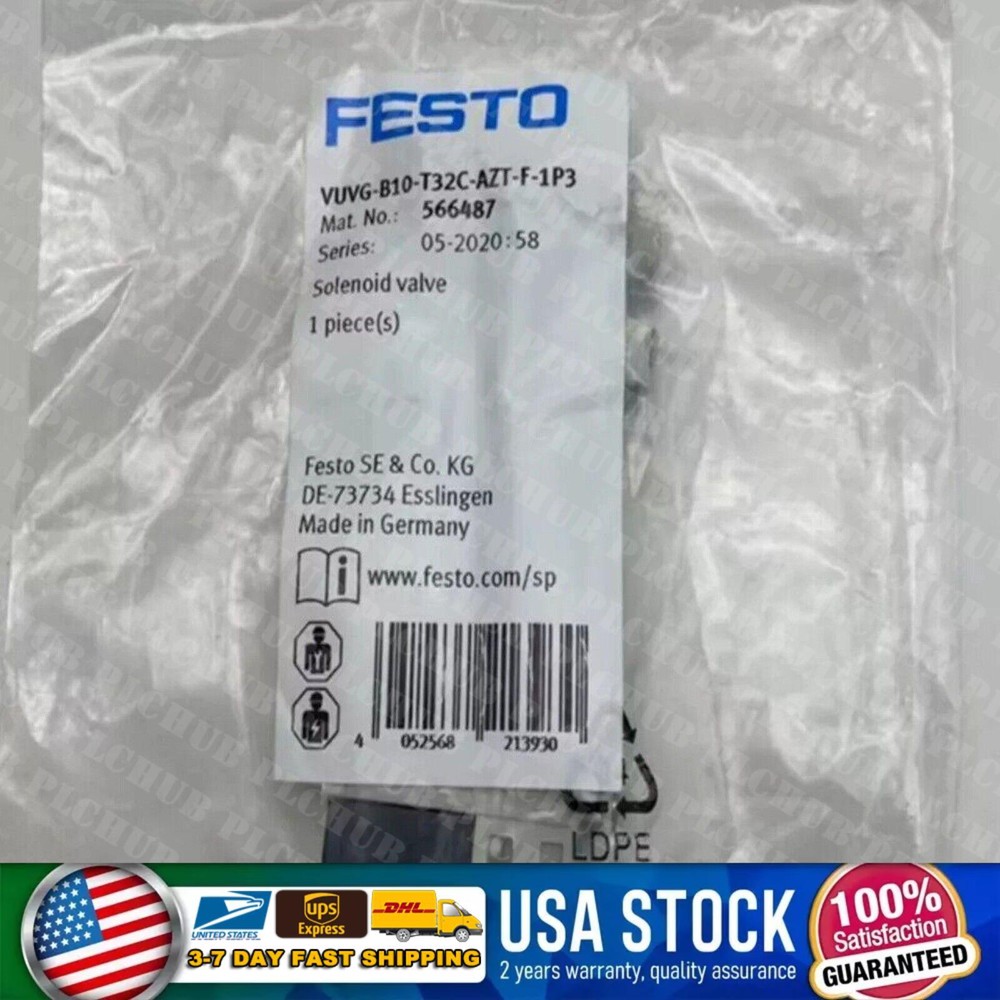 FESTO
VUVG-B10-T32C-AZT-F-1P3
Mat. No.: 566487
Series: 05-2020:58
Solenoid valve
1 piece(s)
Festo SE & Co. KG
DE-73734 Esslingen
Made in Germany
i www.festo.com/sp
4 052568 213930
LDPE
PLCHUB
UNITED STATES
ups
Express
DHL
3-7 DAY FAST SHIPPING
USA STOCK
2 years warranty, quality assurance
100%
Satisfaction
GUARANTEED